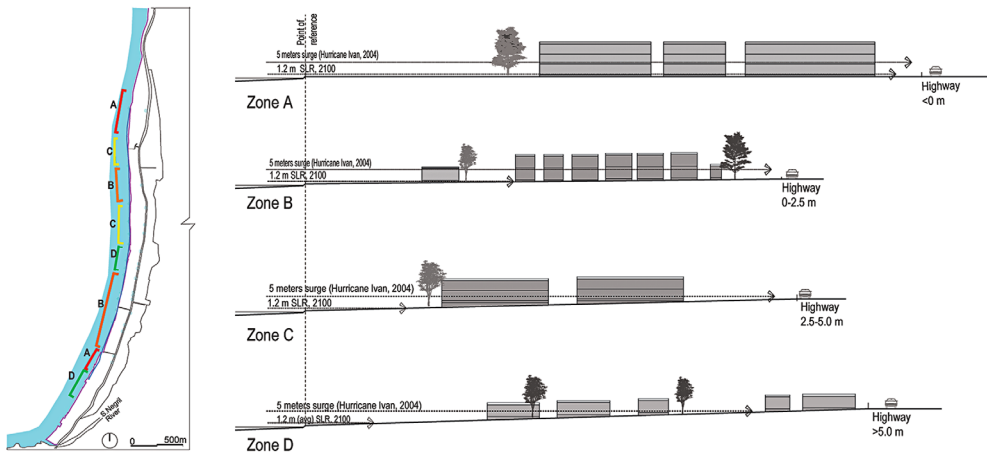 A
C
B
C
D
B
A
D
S.Negril
River
0 500m
Point of
reference
5 meters surge (Hurricane Ivan, 2004)
1.2 m SLR, 2100
Zone A
Highway
<0 m
5 meters surge (Hurricane Ivan, 2004)
1.2 m SLR, 2100
Zone B
Highway
0-2.5 m
5 meters surge (Hurricane Ivan, 2004)
1.2 m SLR, 2100
Zone C
Highway
2.5-5.0 m
5 meters surge (Hurricane Ivan, 2004)
1.2 m (avg) SLR, 2100
Zone D
Highway
>5.0 m